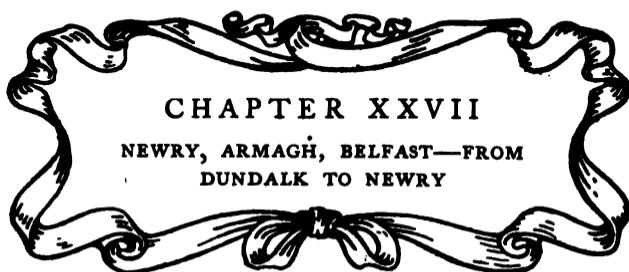 CHAPTER XXVII
NEWRY, ARMAGH, BELFAST—FROM
DUNDALK TO NEWRY